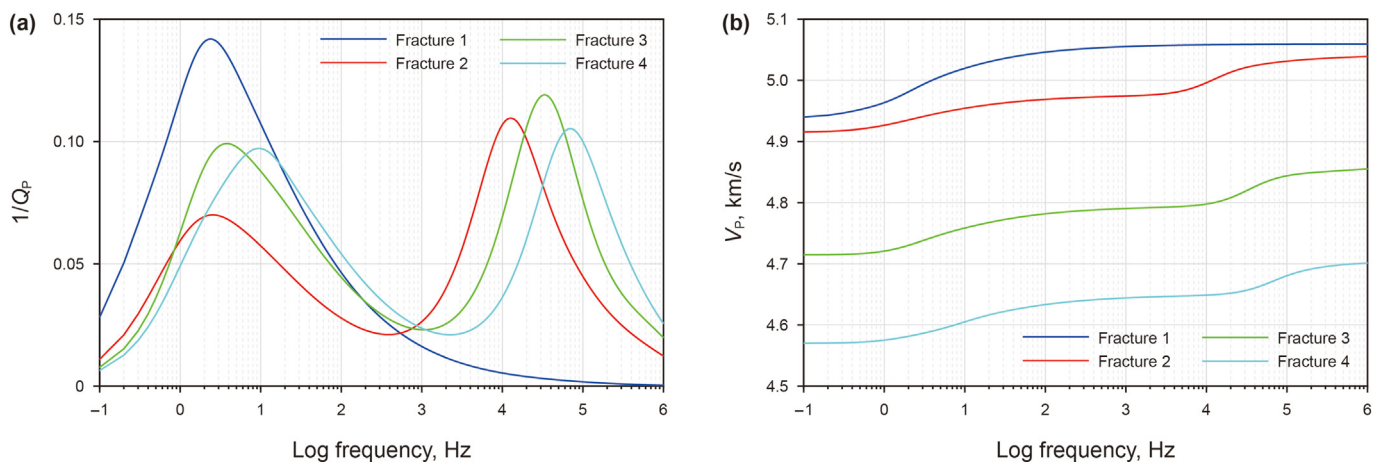 (a)
0.15
0.10
0.05
0
1/QP
Fracture 1
Fracture 2
Fracture 3
Fracture 4
–1 0 1 2 3 4 5 6
Log frequency, Hz
(b)
5.1
5.0
4.9
4.8
4.7
4.6
4.5
VP, km/s
Fracture 1
Fracture 2
Fracture 3
Fracture 4
–1 0 1 2 3 4 5 6
Log frequency, Hz